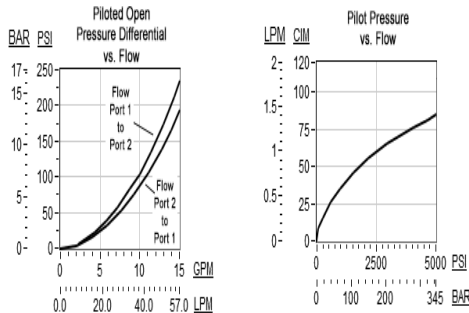 Piloted Open
Pressure Differential
vs. Flow
BAR PSI
17 250
15
200
150
10
100
5
50
0 0
Flow
Port 1
to
Port 2
Flow
Port 2
to
Port 1
0 5 10 15 GPM
0.0 20.0 40.0 57.0 LPM
Pilot Pressure
vs. Flow
LPM CIM
2 120
100
1.5
75
1
50
0.5
25
0 0
0 2500 5000 PSI
0 100 200 345 BAR